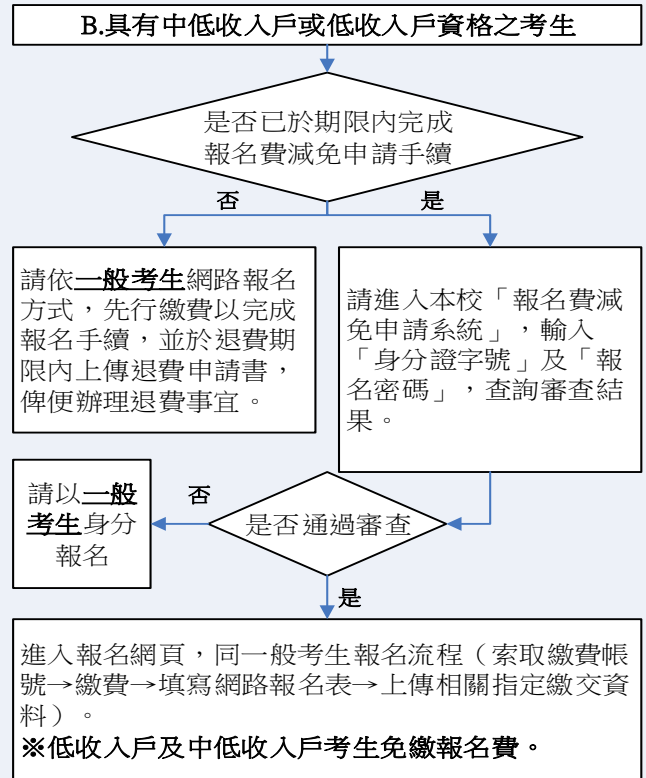 B.具有中低收入戶或低收入戶資格之考生
是否已於期限內完成
報名費減免申請手續
否
是
請依一般考生網路報名
方式，先行繳費以完成
報名手續，並於退費期
限內上傳退費申請書，
俾便辦理退費事宜。
請進入本校「報名費減
免申請系統」，輸入
「身分證字號」及「報
名密碼」，查詢審查結
果。
請以一般
考生身分
報名
否
是否通過審查
是
進入報名網頁，同一般考生報名流程（索取繳費帳
號→繳費→填寫網路報名表→上傳相關指定繳交資
料）。
※低收入戶及中低收入戶考生免繳報名費。